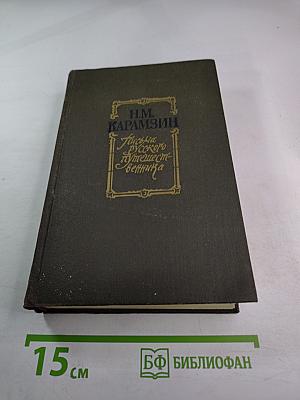 Н.М.
КАРАМЗИН
Письма
русского
путешест-
венника
15 см
БФ БИБЛИОФАН